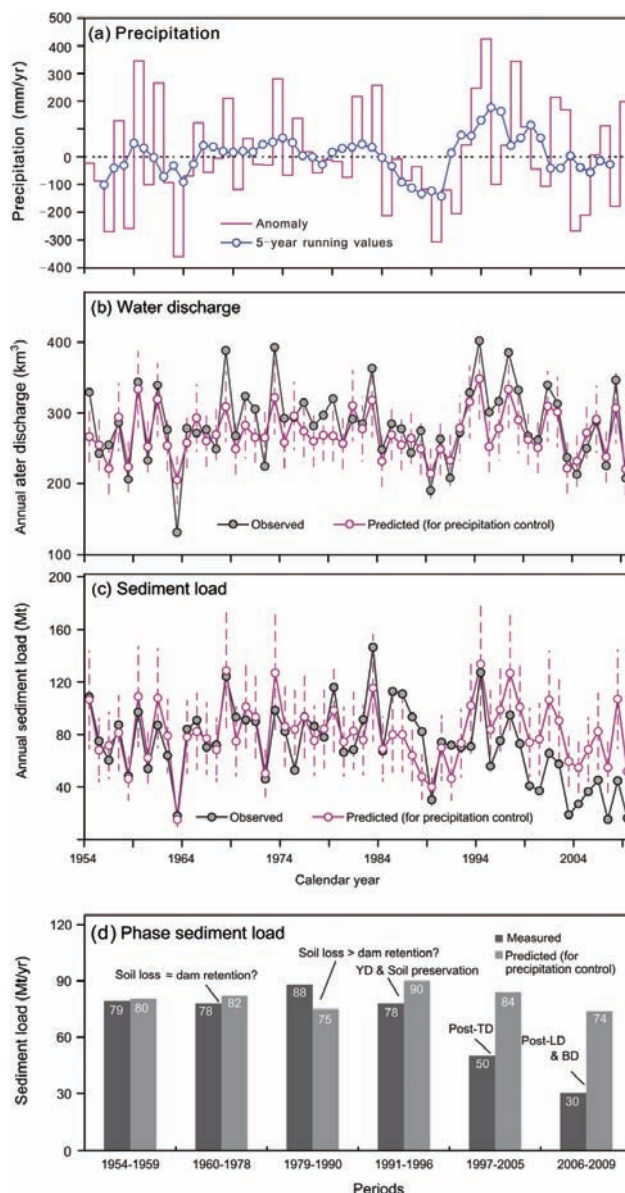 (a) Precipitation
Precipitation (mm/yr)
500
400
300
200
100
0
-100
-200
-300
-400
Anomaly
5-year running values
(b) Water discharge
Annual ater discharge (km³)
400
300
200
100
Observed
Predicted (for precipitation control)
(c) Sediment load
Annual sediment load (Mt)
200
160
120
80
40
Observed
Predicted (for precipitation control)
1954
1964
1974
1984
1994
2004
Calendar year
(d) Phase sediment load
Sediment load (Mt/yr)
120
90
60
30
0
Measured
Predicted (for
precipitation control)
Soil loss = dam retention?
Soil loss > dam retention?
YD & Soil preservation
Post-TD
Post-LD
& BD
79
80
78
82
88
75
78
90
50
84
30
74
1954-1959
1960-1978
1979-1990
1991-1996
1997-2005
2006-2009
Periods